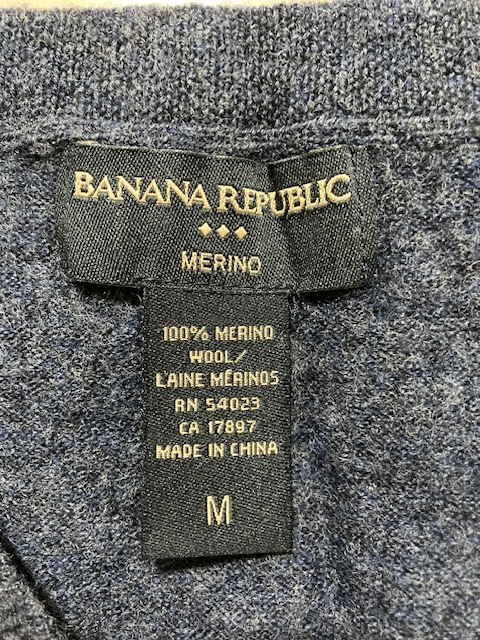 BANANA REPUBLIC
MERINO
100% MERINO
WOOL/
LAINE MÉRINOS
RN 54023
CA 17897
MADE IN CHINA
M